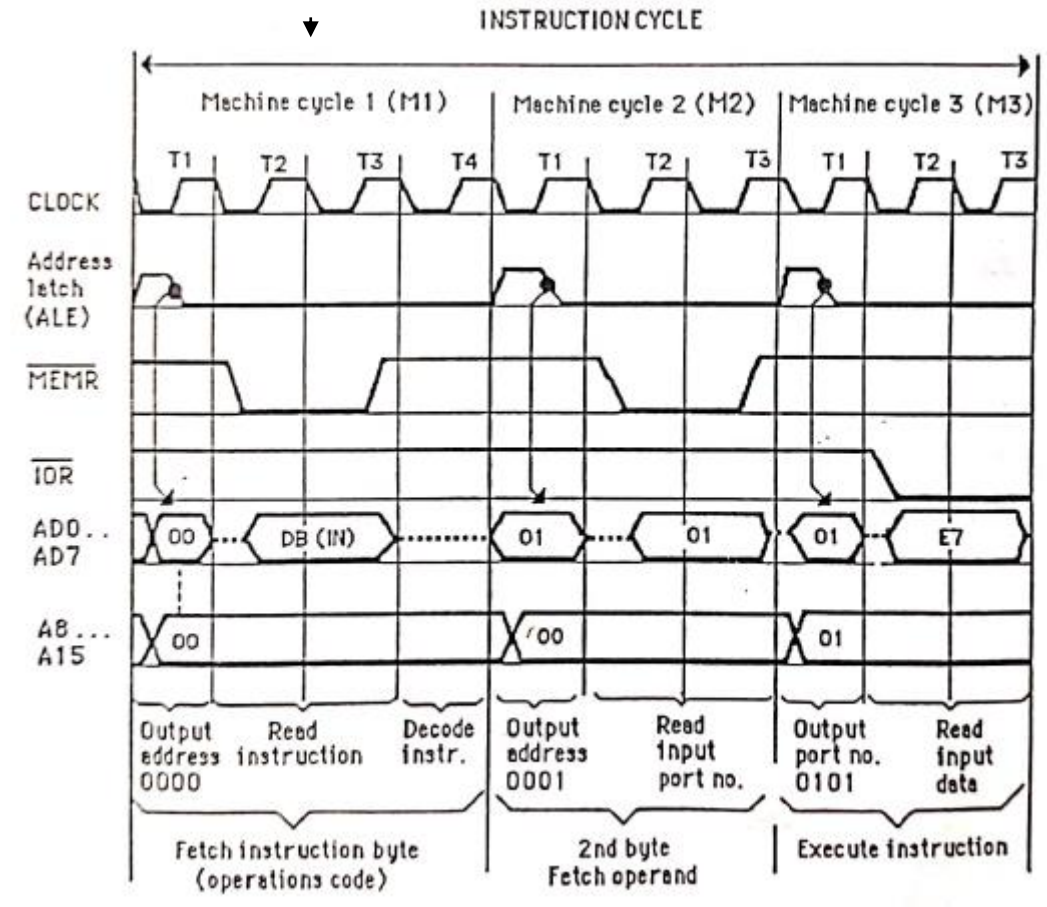 INSTRUCTION CYCLE
Machine cycle 1 (M1) Machine cycle 2 (M2) Machine cycle 3 (M3)
T1 T2 T3 T4 T1 T2 T3 T1 T2 T3
CLOCK
Address
latch
(ALE)
MEMR
IOR
AD0..
AD7
00 DB (IN) 01 01 01 E7
A8...
A15
00 00 01
Output
address
0000
Read
instruction
Decode
instr.
Output
address
0001
Read
input
port no.
Output
port no.
0101
Read
input
data
Fetch instruction byte
(operations code)
2nd byte
Fetch operand
Execute instruction